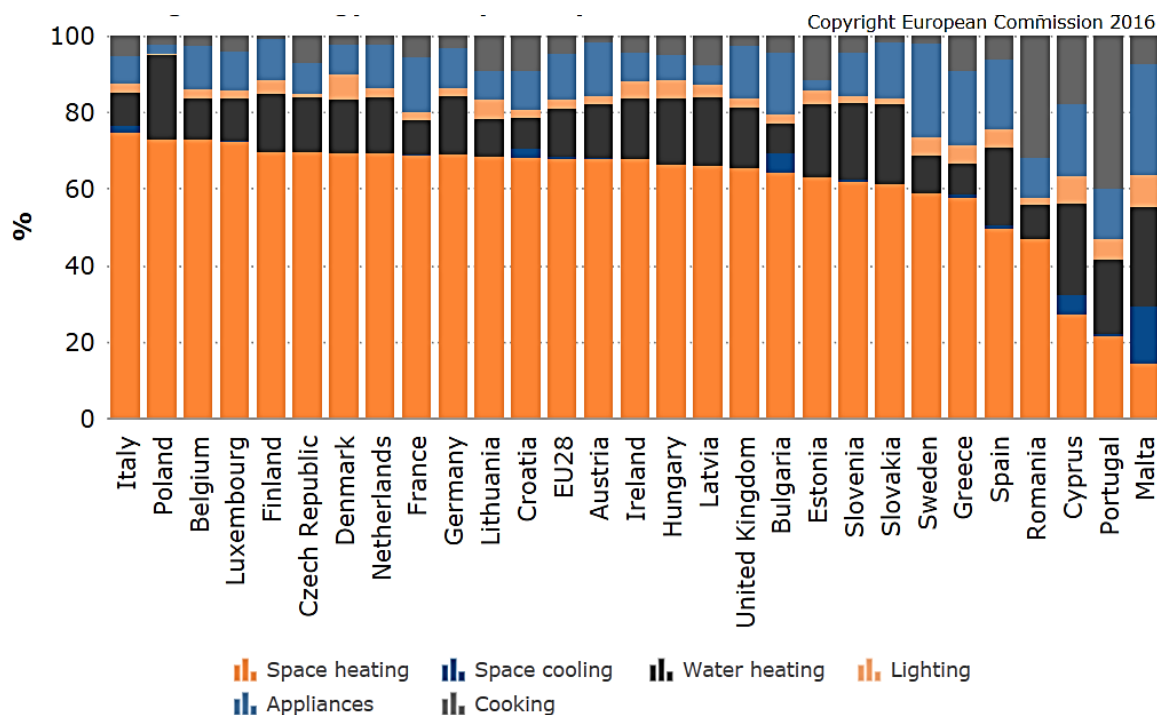 Copyright European Commission 2016
100
80
60
40
20
0
%
Italy
Poland
Belgium
Luxembourg
Finland
Czech Republic
Denmark
Netherlands
France
Germany
Lithuania
Croatia
EU28
Austria
Ireland
Hungary
Latvia
United Kingdom
Bulgaria
Estonia
Slovenia
Slovakia
Sweden
Greece
Spain
Romania
Cyprus
Portugal
Malta
Space heating Space cooling Water heating Lighting
Appliances Cooking